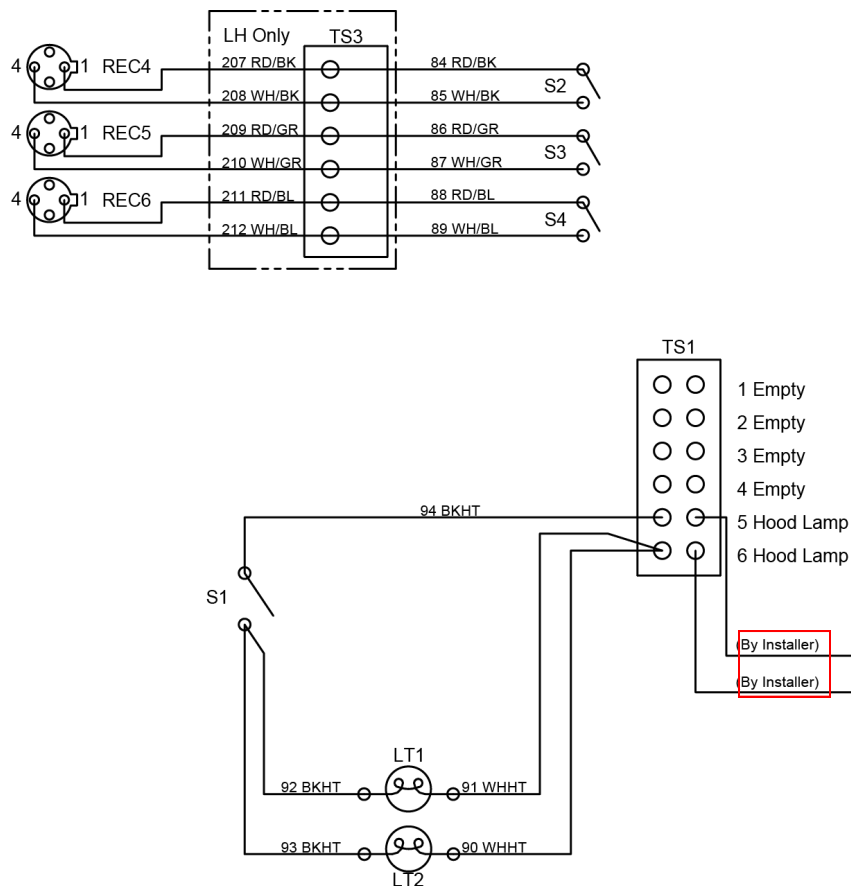 LH Only
TS3
4 1 REC4
207 RD/BK
84 RD/BK
S2
208 WH/BK
85 WH/BK
4 1 REC5
209 RD/GR
86 RD/GR
S3
210 WH/GR
87 WH/GR
4 1 REC6
211 RD/BL
88 RD/BL
S4
212 WH/BL
89 WH/BL
TS1
1 Empty
2 Empty
3 Empty
4 Empty
94 BKHT
5 Hood Lamp
6 Hood Lamp
S1
(By Installer)
(By Installer)
LT1
92 BKHT
91 WHHT
93 BKHT
90 WHHT
LT2